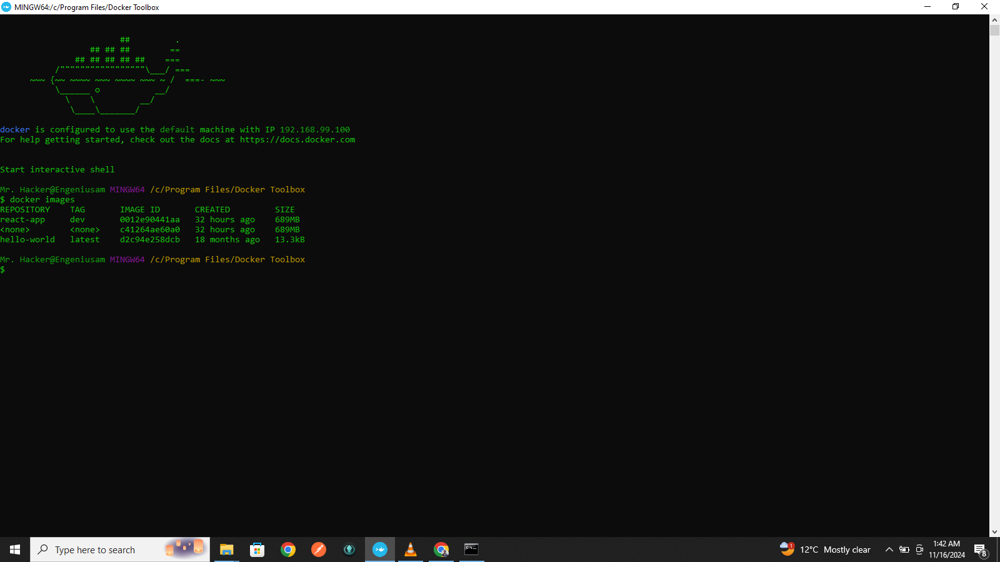 MINGW64:/c/Program Files/Docker Toolbox
                        ##         .
                  ## ## ##        ==
               ## ## ## ## ##    ===
           /"""""""""""""""""\___/ ===
      ~~~ {~~ ~~~~ ~~~ ~~~~ ~~~ ~ /  ===- ~~~
           \______ o           __/
             \    \         __/
              \____\_______/
docker is configured to use the default machine with IP 192.168.99.100
For help getting started, check out the docs at https://docs.docker.com
Start interactive shell
Mr. Hacker@Engeniusam MINGW64 /c/Program Files/Docker Toolbox
$ docker images
REPOSITORY    TAG       IMAGE ID       CREATED         SIZE
react-app     dev       0012e90441aa   32 hours ago    689MB
<none>        <none>    c41264ae60a0   32 hours ago    689MB
hello-world   latest    d2c94e258dcb   18 months ago   13.3kB
Mr. Hacker@Engeniusam MINGW64 /c/Program Files/Docker Toolbox
$
Type here to search
1
12°C Mostly clear
1:42 AM
11/16/2024
8